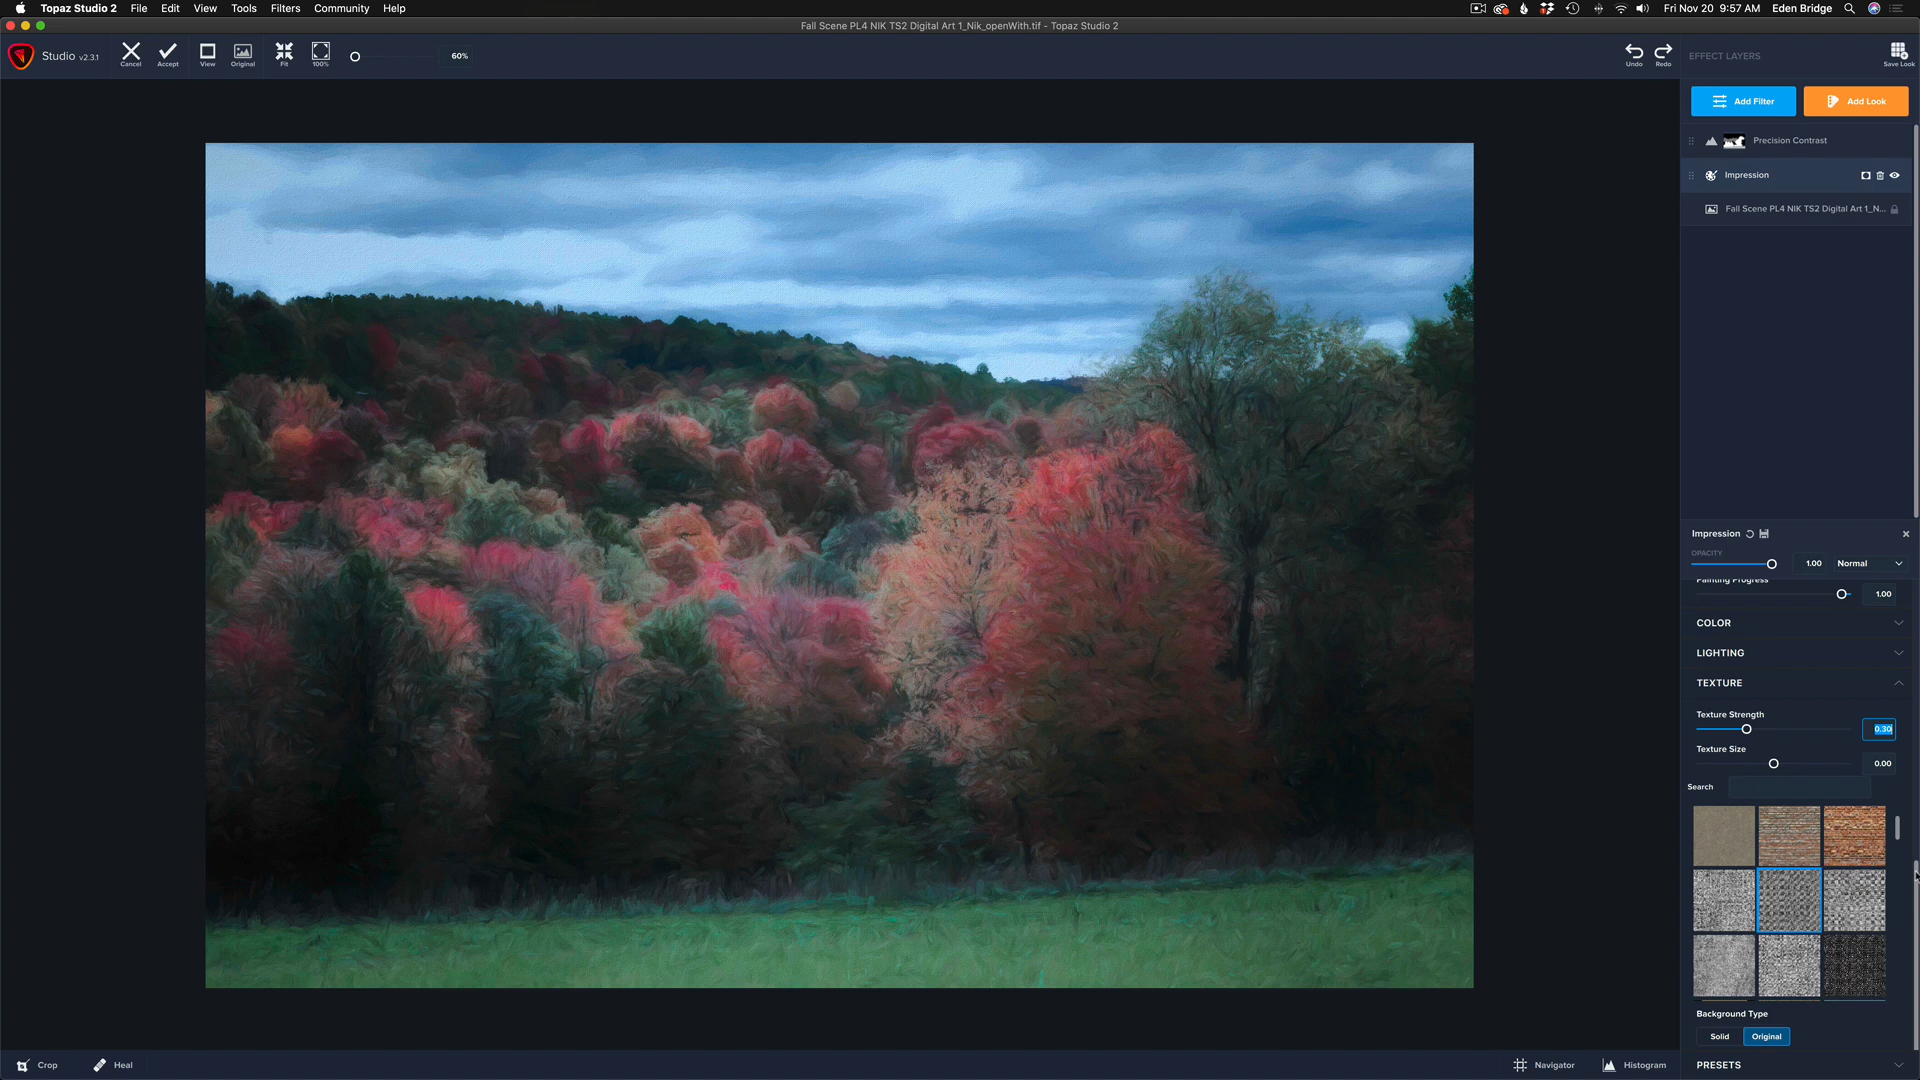 Topaz Studio 2 File Edit View Tools Filters Community Help Fri Nov 20 9:57 AM Eden Bridge
Fall Scene PL4 NIK TS2 Digital Art 1_Nik_openWith.tif - Topaz Studio 2
Studio v2.3.1
Cancel Accept View Original Fit 100% 60% Undo Redo
EFFECT LAYERS
Save Look
Add Filter Add Look
Precision Contrast
Impression
Fall Scene PL4 NIK TS2 Digital Art 1_N...
Impression
OPACITY
1.00 Normal
Painting Progress
1.00
COLOR
LIGHTING
TEXTURE
Texture Strength
0.30
Texture Size
0.00
Search
Background Type
Solid Original
PRESETS
Crop Heal Navigator Histogram